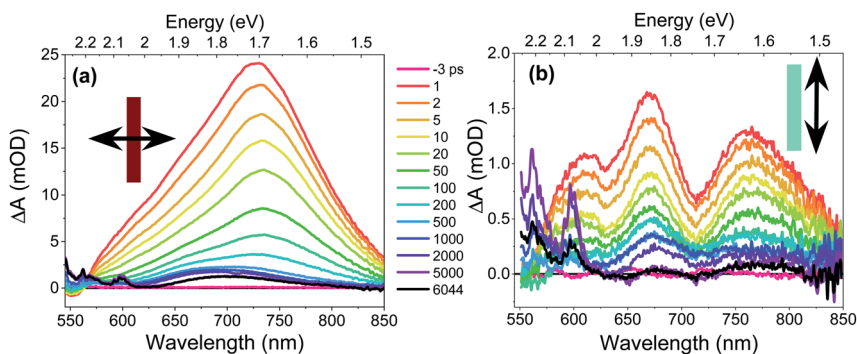 Energy (eV)
2.2 2.1 2 1.9 1.8 1.7 1.6 1.5
(a)
25
20
15
10
5
0
ΔA (mOD)
550 600 650 700 750 800 850
Wavelength (nm)
-3 ps
1
2
5
10
20
50
100
200
500
1000
2000
5000
6044
Energy (eV)
2.2 2.1 2 1.9 1.8 1.7 1.6 1.5
(b)
2.0
1.5
1.0
0.5
0.0
ΔA (mOD)
550 600 650 700 750 800 850
Wavelength (nm)